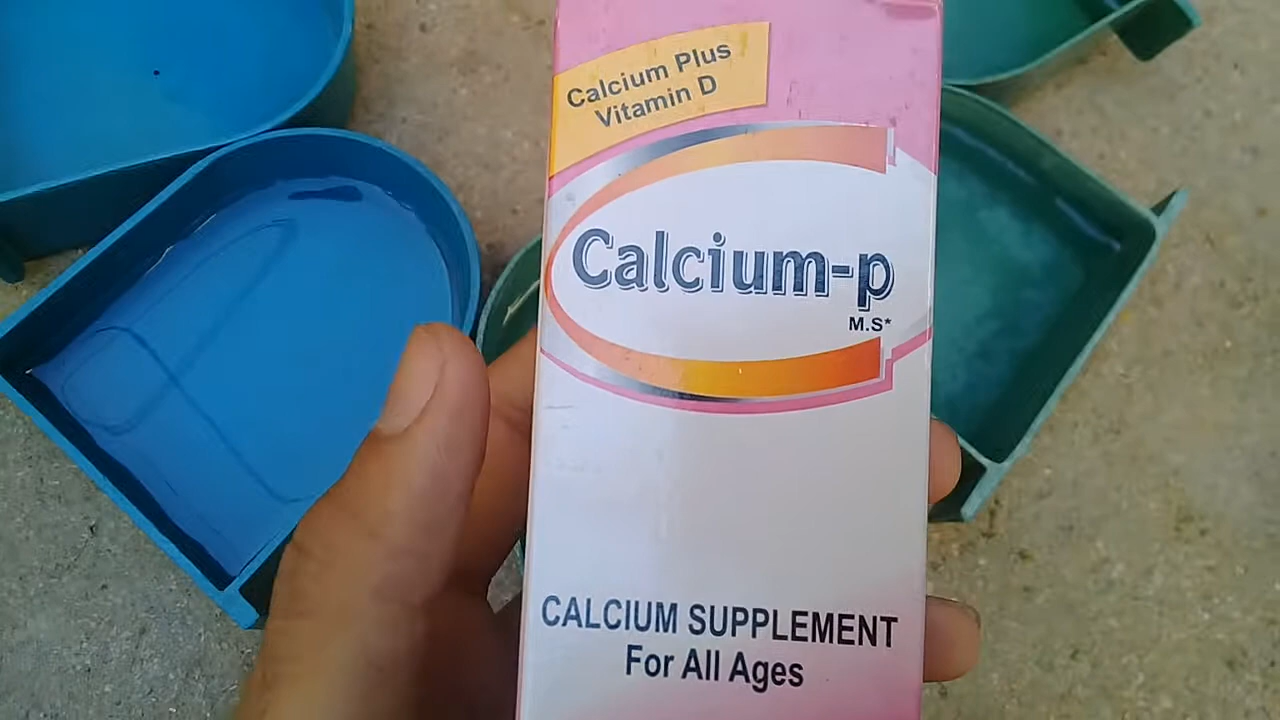 Calcium Plus
Vitamin D
Calcium-p
M.S*
CALCIUM SUPPLEMENT
For All Ages